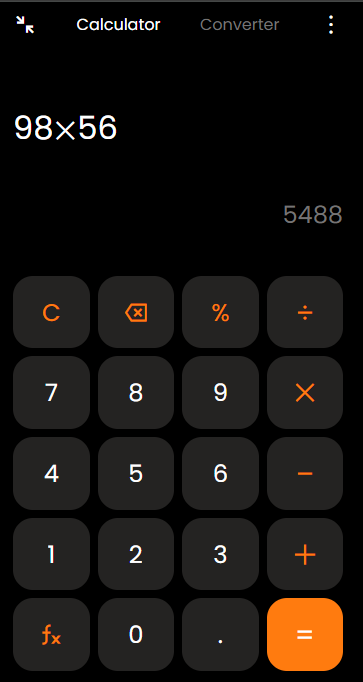 Calculator Converter
98×56
5488
C % ÷
7 8 9 ×
4 5 6 −
1 2 3 +
fx 0 . =